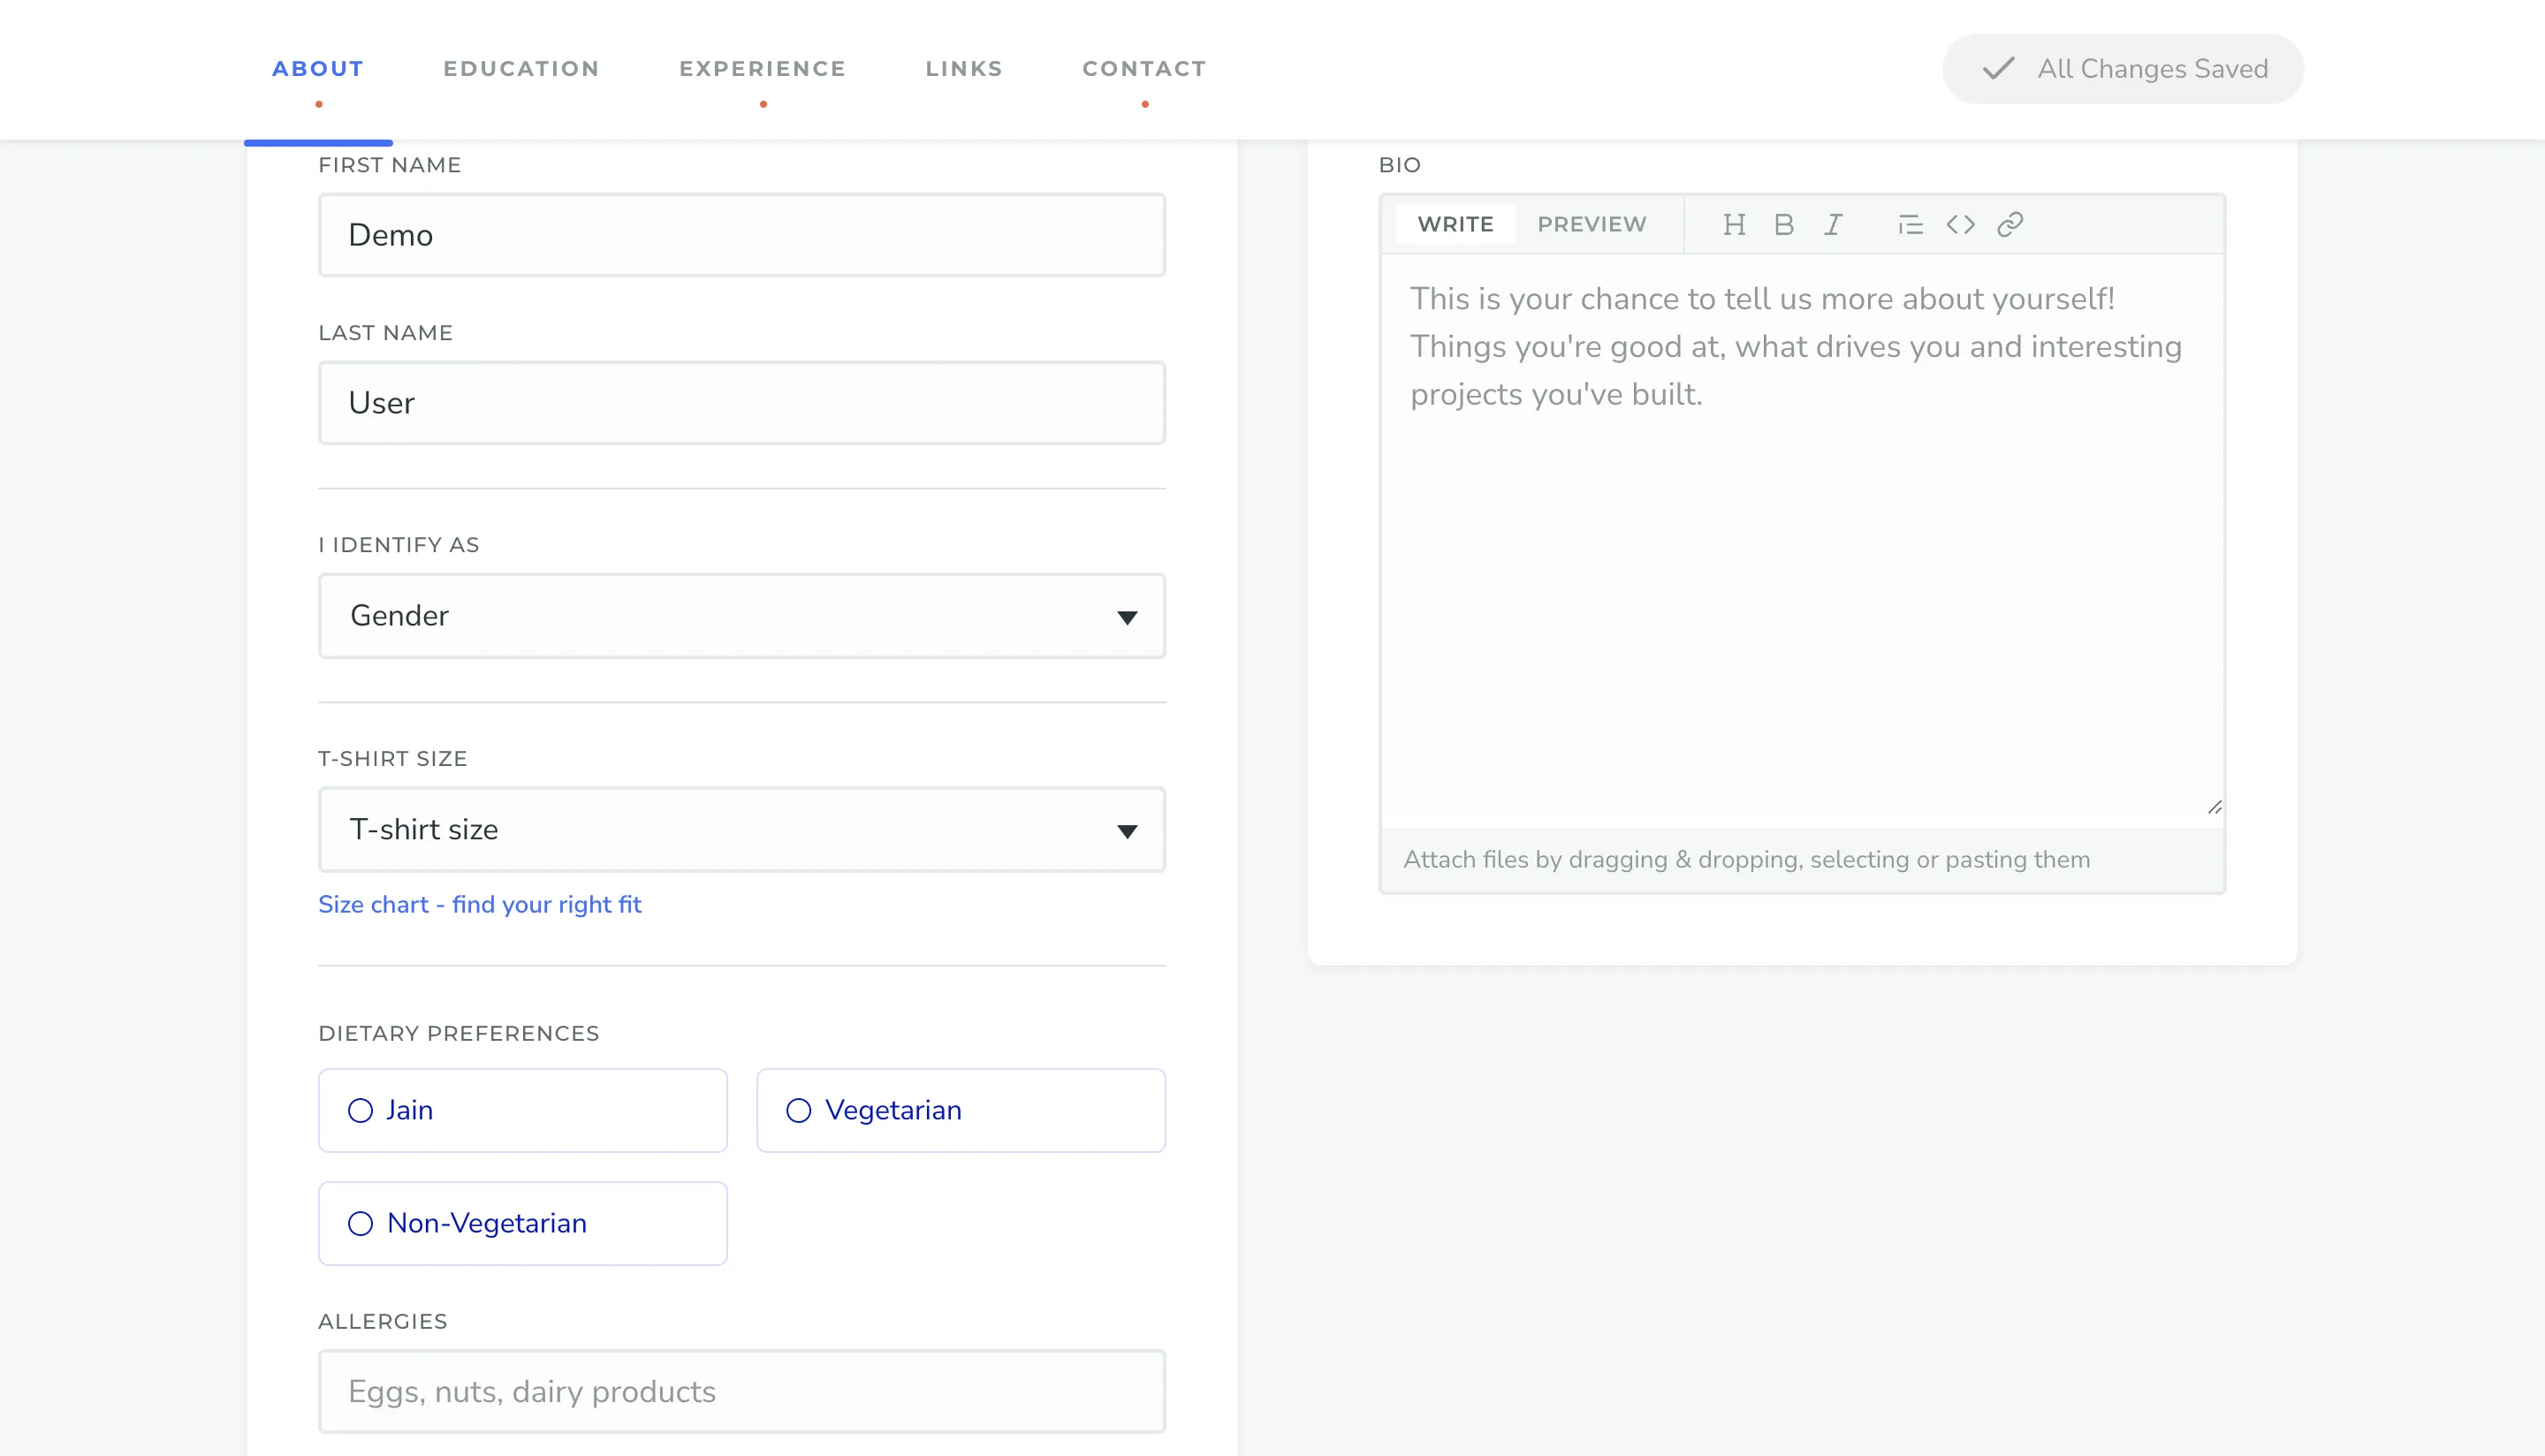 ABOUT
EDUCATION
EXPERIENCE
LINKS
CONTACT
All Changes Saved
FIRST NAME
Demo
LAST NAME
User
I IDENTIFY AS
Gender
T-SHIRT SIZE
T-shirt size
Size chart - find your right fit
DIETARY PREFERENCES
Jain
Vegetarian
Non-Vegetarian
ALLERGIES
Eggs, nuts, dairy products
BIO
WRITE
PREVIEW
H B I
This is your chance to tell us more about yourself!
Things you're good at, what drives you and interesting
projects you've built.
Attach files by dragging & dropping, selecting or pasting them